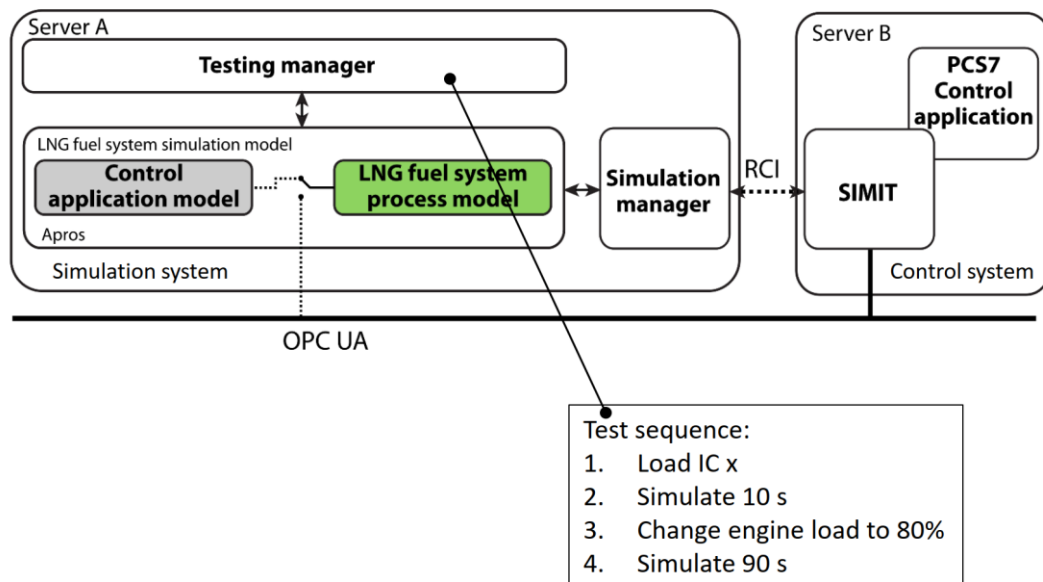 Server A
Testing manager
LNG fuel system simulation model
Control
application model
LNG fuel system
process model
Apros
Simulation
manager
Simulation system
RCI
Server B
PCS7
Control
application
SIMIT
Control system
OPC UA
Test sequence:
1. Load IC x
2. Simulate 10 s
3. Change engine load to 80%
4. Simulate 90 s